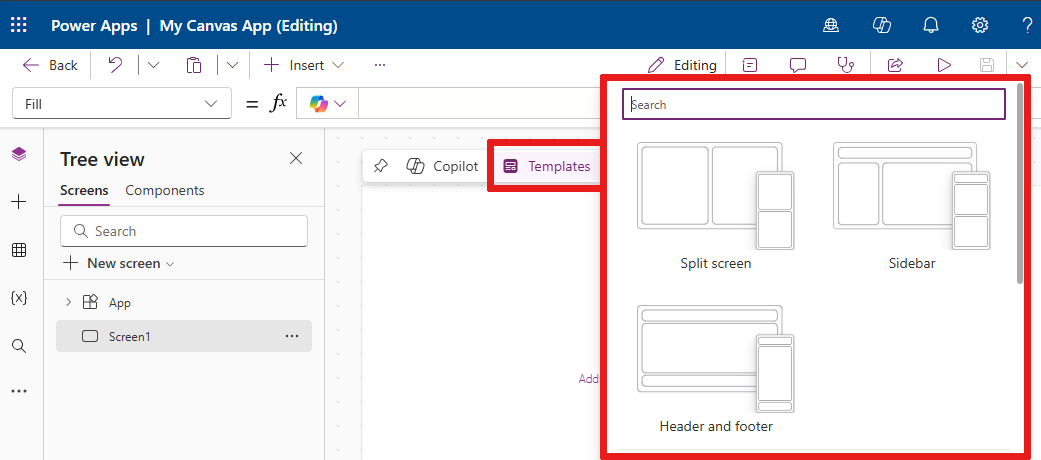 Power Apps | My Canvas App (Editing)
Back
Insert
Editing
Fill
= fx
Search
Tree view
Screens Components
Search
New screen
App
Screen1
Copilot Templates
Split screen
Sidebar
Header and footer
Add
{x}
?